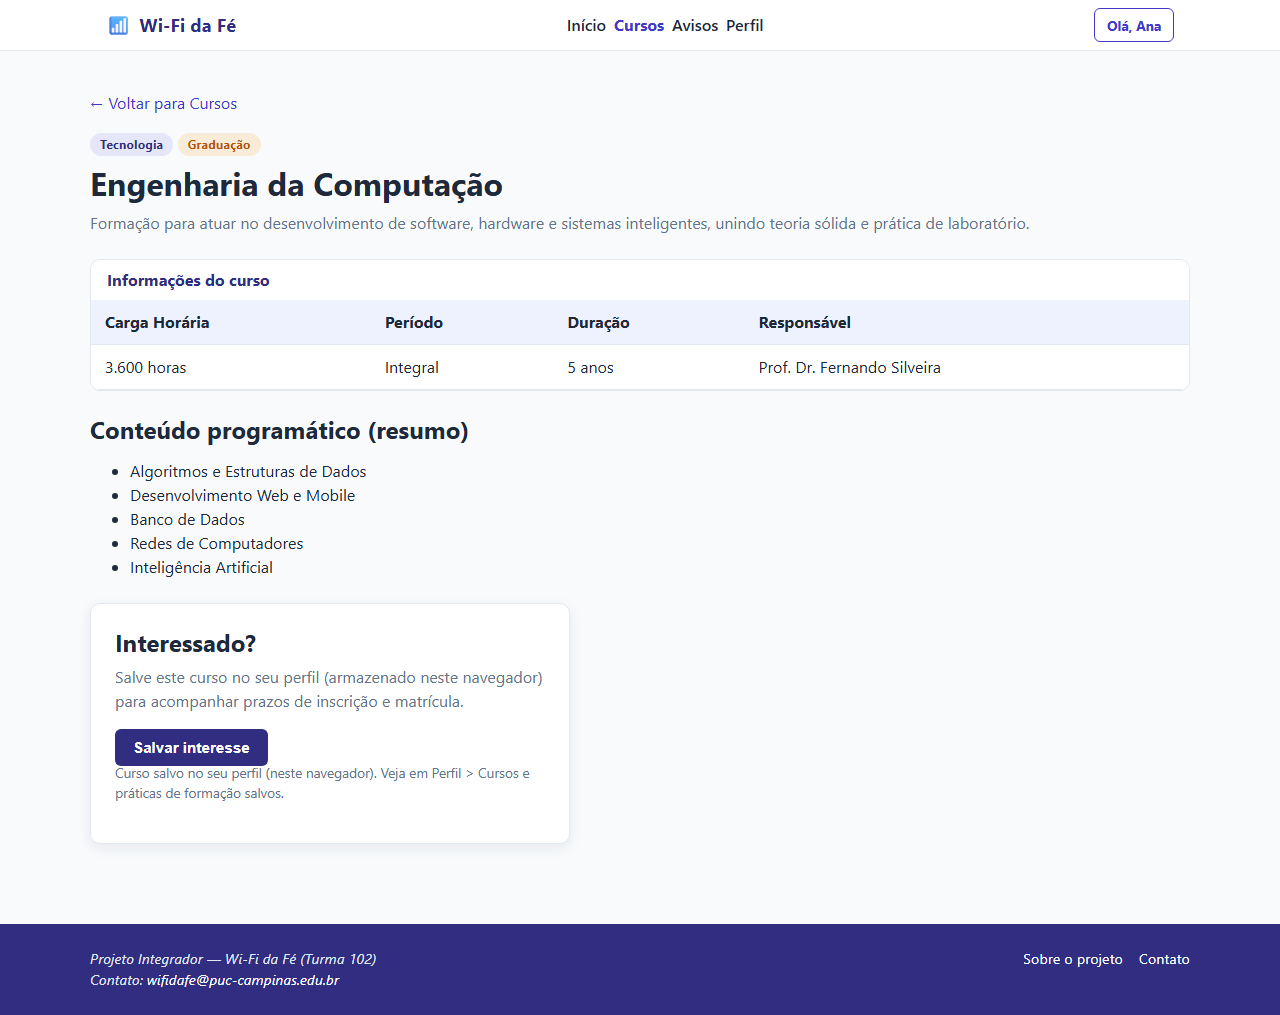 Wi-Fi da Fé
Início Cursos Avisos Perfil
Olá, Ana
← Voltar para Cursos
Tecnologia Graduação
Engenharia da Computação
Formação para atuar no desenvolvimento de software, hardware e sistemas inteligentes, unindo teoria sólida e prática de laboratório.
Informações do curso
Carga Horária Período Duração Responsável
3.600 horas Integral 5 anos Prof. Dr. Fernando Silveira
Conteúdo programático (resumo)
• Algoritmos e Estruturas de Dados
• Desenvolvimento Web e Mobile
• Banco de Dados
• Redes de Computadores
• Inteligência Artificial
Interessado?
Salve este curso no seu perfil (armazenado neste navegador)
para acompanhar prazos de inscrição e matrícula.
Salvar interesse
Curso salvo no seu perfil (neste navegador). Veja em Perfil > Cursos e
práticas de formação salvos.
Projeto Integrador — Wi-Fi da Fé (Turma 102)
Contato: wifidafe@puc-campinas.edu.br
Sobre o projeto Contato